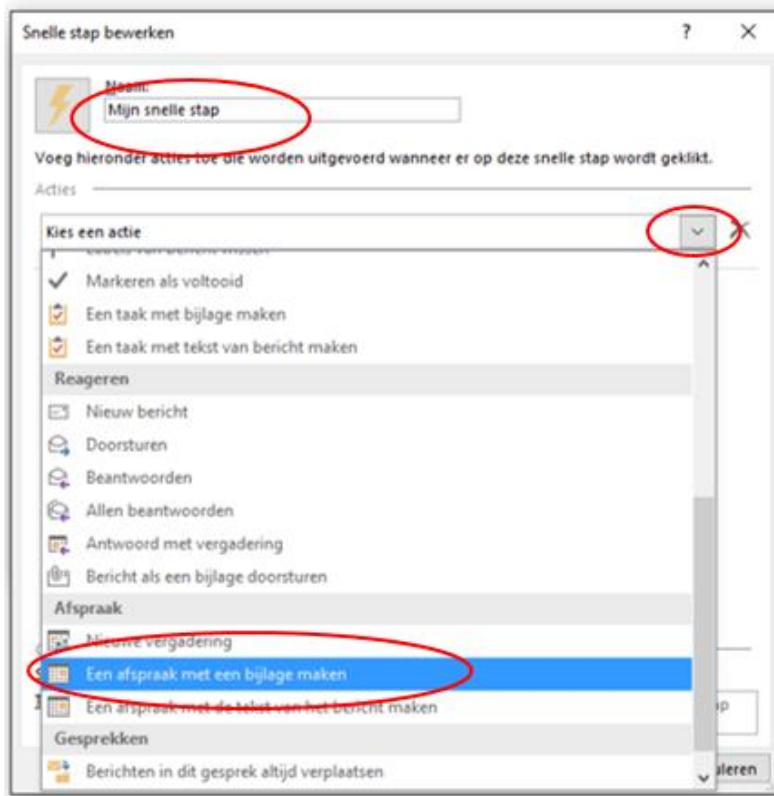 Snelle stap bewerken ?
Naam:
Mijn snelle stap
Voeg hieronder acties toe die worden uitgevoerd wanneer er op deze snelle stap wordt geklikt.
Acties
Kies een actie
Labels van bericht wissen
Markeren als voltooid
Een taak met bijlage maken
Een taak met tekst van bericht maken
Reageren
Nieuw bericht
Doorsturen
Beantwoorden
Allen beantwoorden
Antwoord met vergadering
Bericht als een bijlage doorsturen
Afspraak
Nieuwe vergadering
Een afspraak met een bijlage maken
Een afspraak met de tekst van het bericht maken
Gesprekken
Berichten in dit gesprek altijd verplaatsen